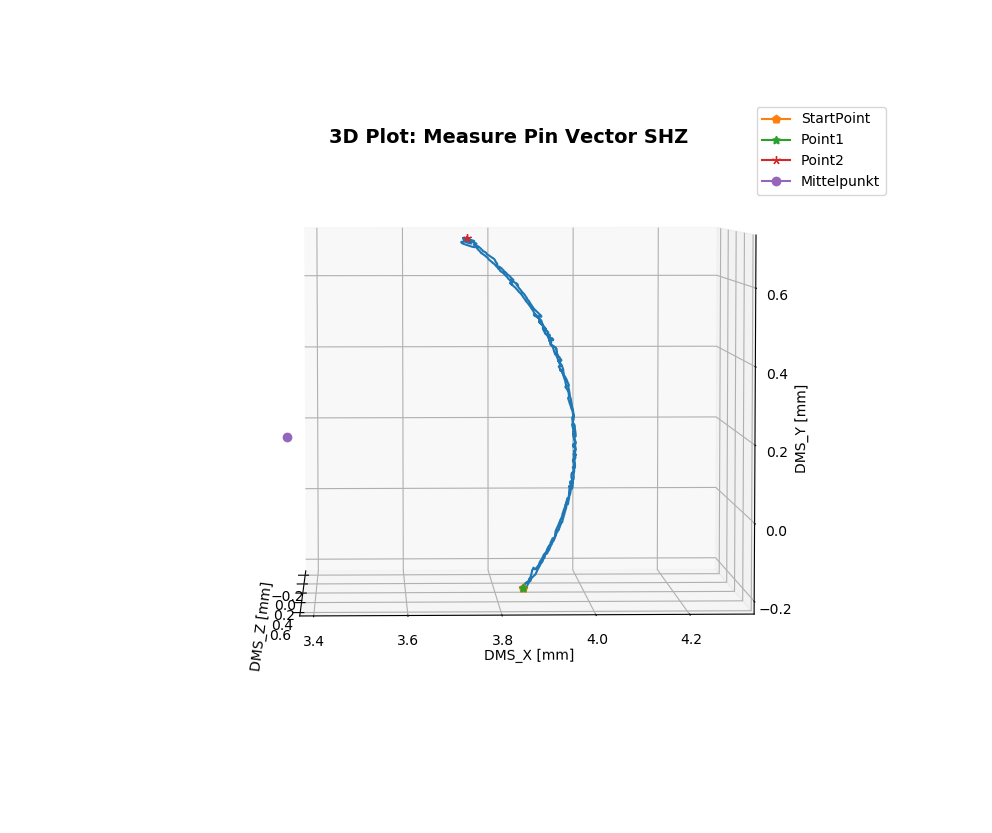 3D Plot: Measure Pin Vector SHZ
StartPoint
Point1
Point2
Mittelpunkt
0.6
0.4
0.2
0.0
−0.2
DMS_Y [mm]
−0.2
0.0
0.2
0.4
0.6
DMS_Z [mm]
3.4
3.6
3.8
4.0
4.2
DMS_X [mm]